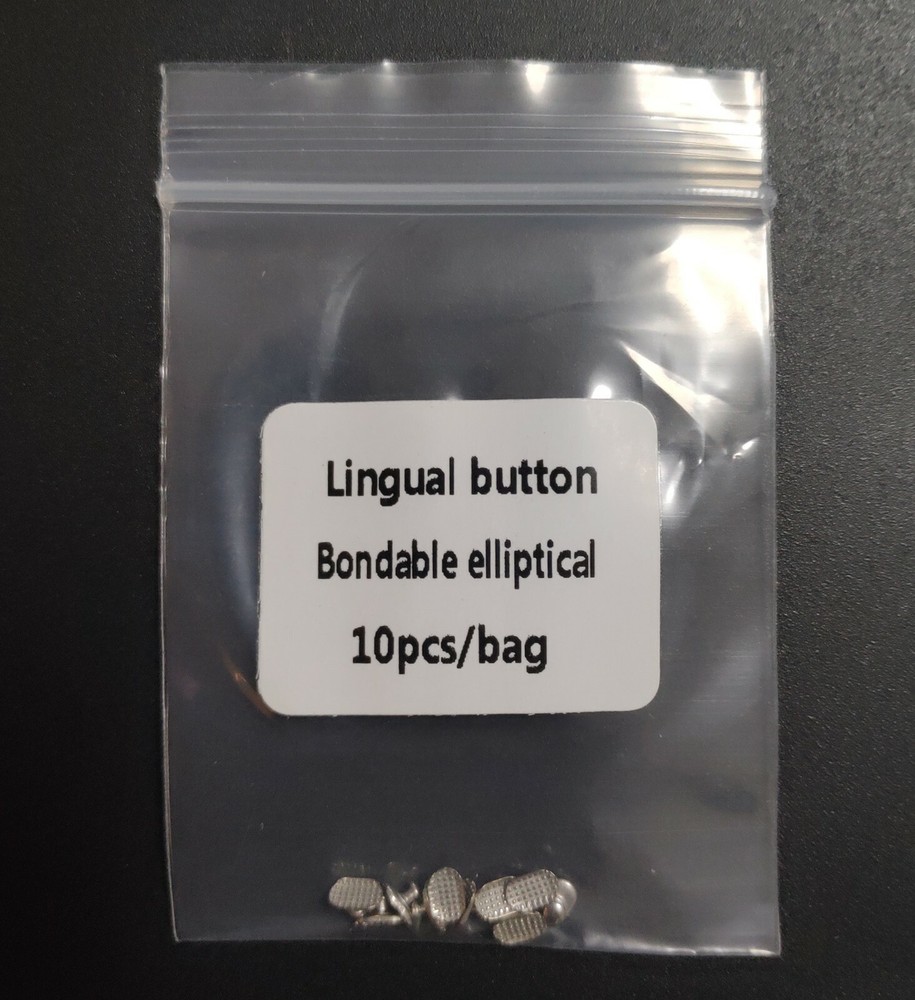 Lingual button
Bondable elliptical
10pcs/bag